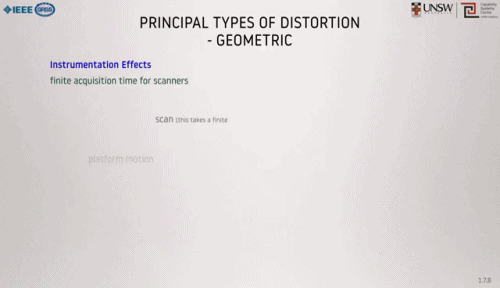 IEEE GRSS
UNSW
PRINCIPAL TYPES OF DISTORTION
- GEOMETRIC
Instrumentation Effects
finite acquisition time for scanners
scan (this takes a finite
platform motion
1.7.8